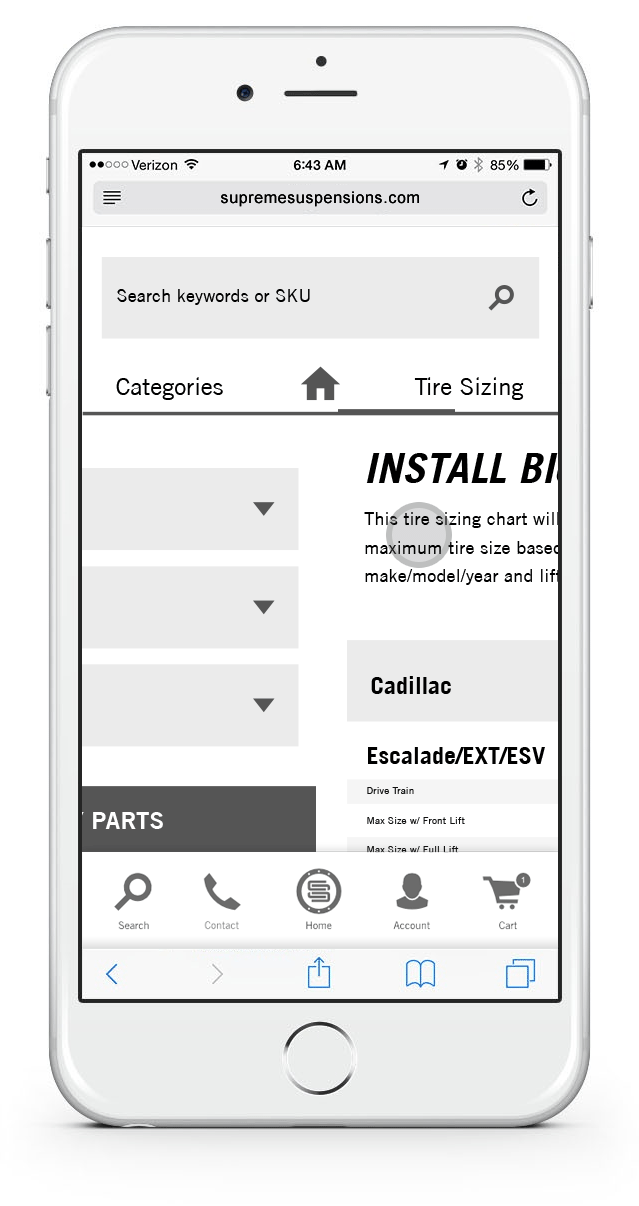 Verizon 6:43 AM 85%
supremesuspensions.com
Search keywords or SKU
Categories Tire Sizing
INSTALL
This tire sizing chart will
maximum tire size based
make/model/year and lift
Cadillac
Escalade/EXT/ESV
PARTS
Drive Train
Max Size w/ Front Lift
Max Size w/ Full Lift
1
Search Contact Home Account Cart